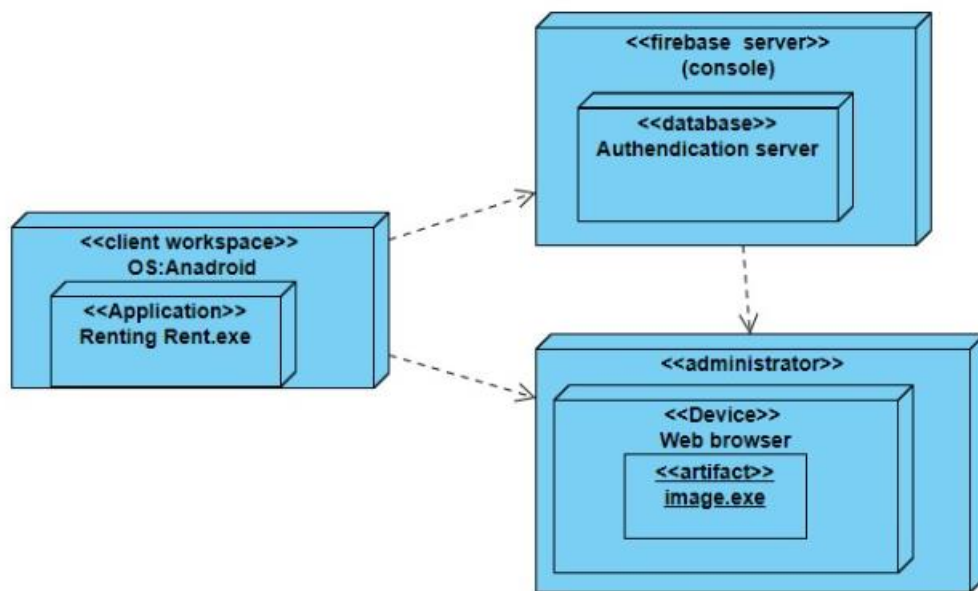 <<firebase server>>
(console)
<<database>>
Authendication server
<<client workspace>>
OS:Anadroid
<<Application>>
Renting Rent.exe
<<administrator>>
<<Device>>
Web browser
<<artifact>>
image.exe